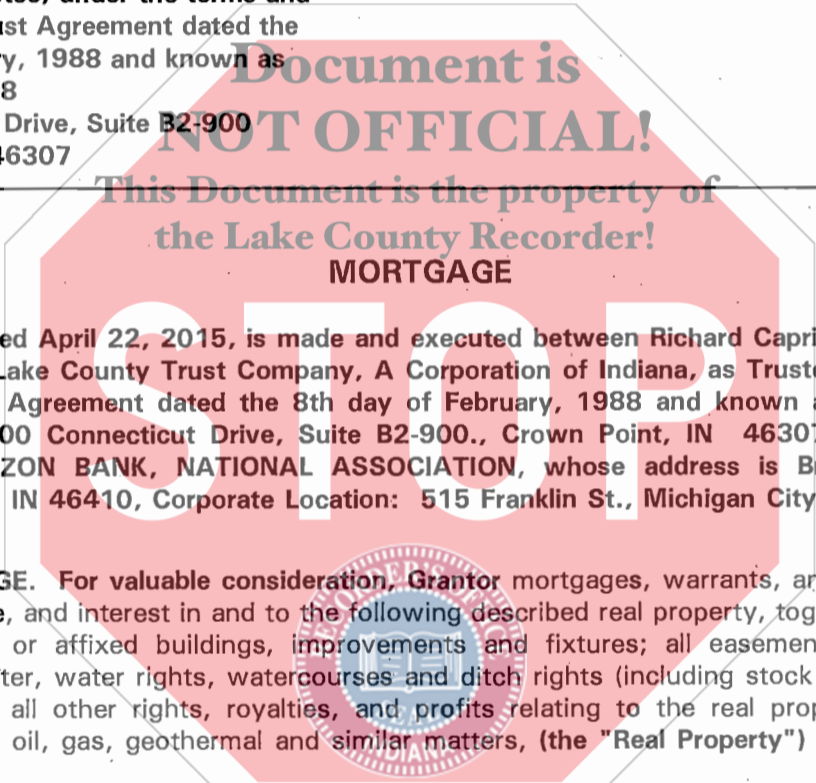 ust Agreement dated the
y, 1988 and known as
8
Drive, Suite B2-900
46307
Document is
NOT OFFICIAL!
This Document is the property of
the Lake County Recorder!
MORTGAGE
STOP
ed April 22, 2015, is made and executed between Richard Capri
Lake County Trust Company, A Corporation of Indiana, as Truste
Agreement dated the 8th day of February, 1988 and known a
00 Connecticut Drive, Suite B2-900., Crown Point, IN 46307
ZON BANK, NATIONAL ASSOCIATION, whose address is B
IN 46410, Corporate Location: 515 Franklin St., Michigan City
GE. For valuable consideration, Grantor mortgages, warrants, a
e, and interest in and to the following described real property, tog
or affixed buildings, improvements and fixtures; all easemen
ter, water rights, watercourses and ditch rights (including stock
all other rights, royalties, and profits relating to the real prop
oil, gas, geothermal and similar matters, (the "Real Property")
RECORDER'S OFFICE
INDIANA